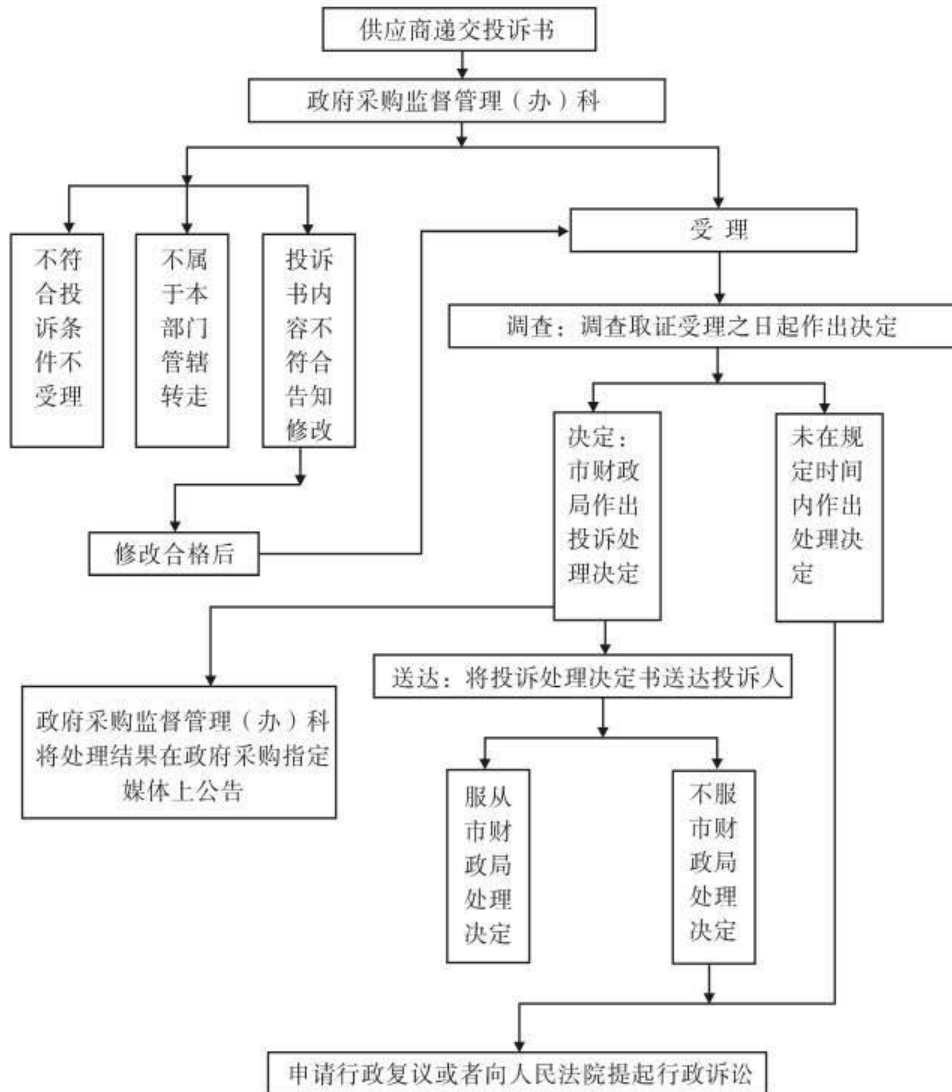 供应商递交投诉书
政府采购监督管理（办）科
不符
合投
诉条
件不
受理
不属
于本
部门
管辖
转走
投诉
书内
容不
符合
告知
修改
受 理
调查：调查取证受理之日起作出决定
修改合格后
决定：
市财政
局作出
投诉处
理决定
未在规
定时间
内作出
处理决
定
送达：将投诉处理决定书送达投诉人
政府采购监督管理（办）科
将处理结果在政府采购指定
媒体上公告
服从
市财
政局
处理
决定
不服
市财
政局
处理
决定
申请行政复议或者向人民法院提起行政诉讼